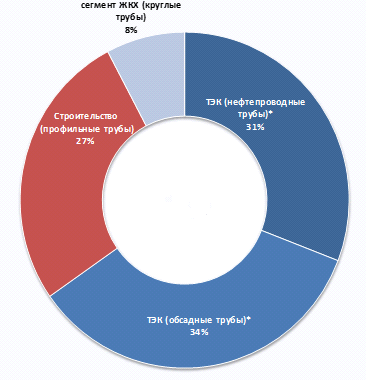 сегмент ЖКХ (круглые
трубы)
8%
ТЭК (нефтепроводные
трубы)*
31%
Строительство
(профильные трубы)
27%
ТЭК (обсадные трубы)*
34%